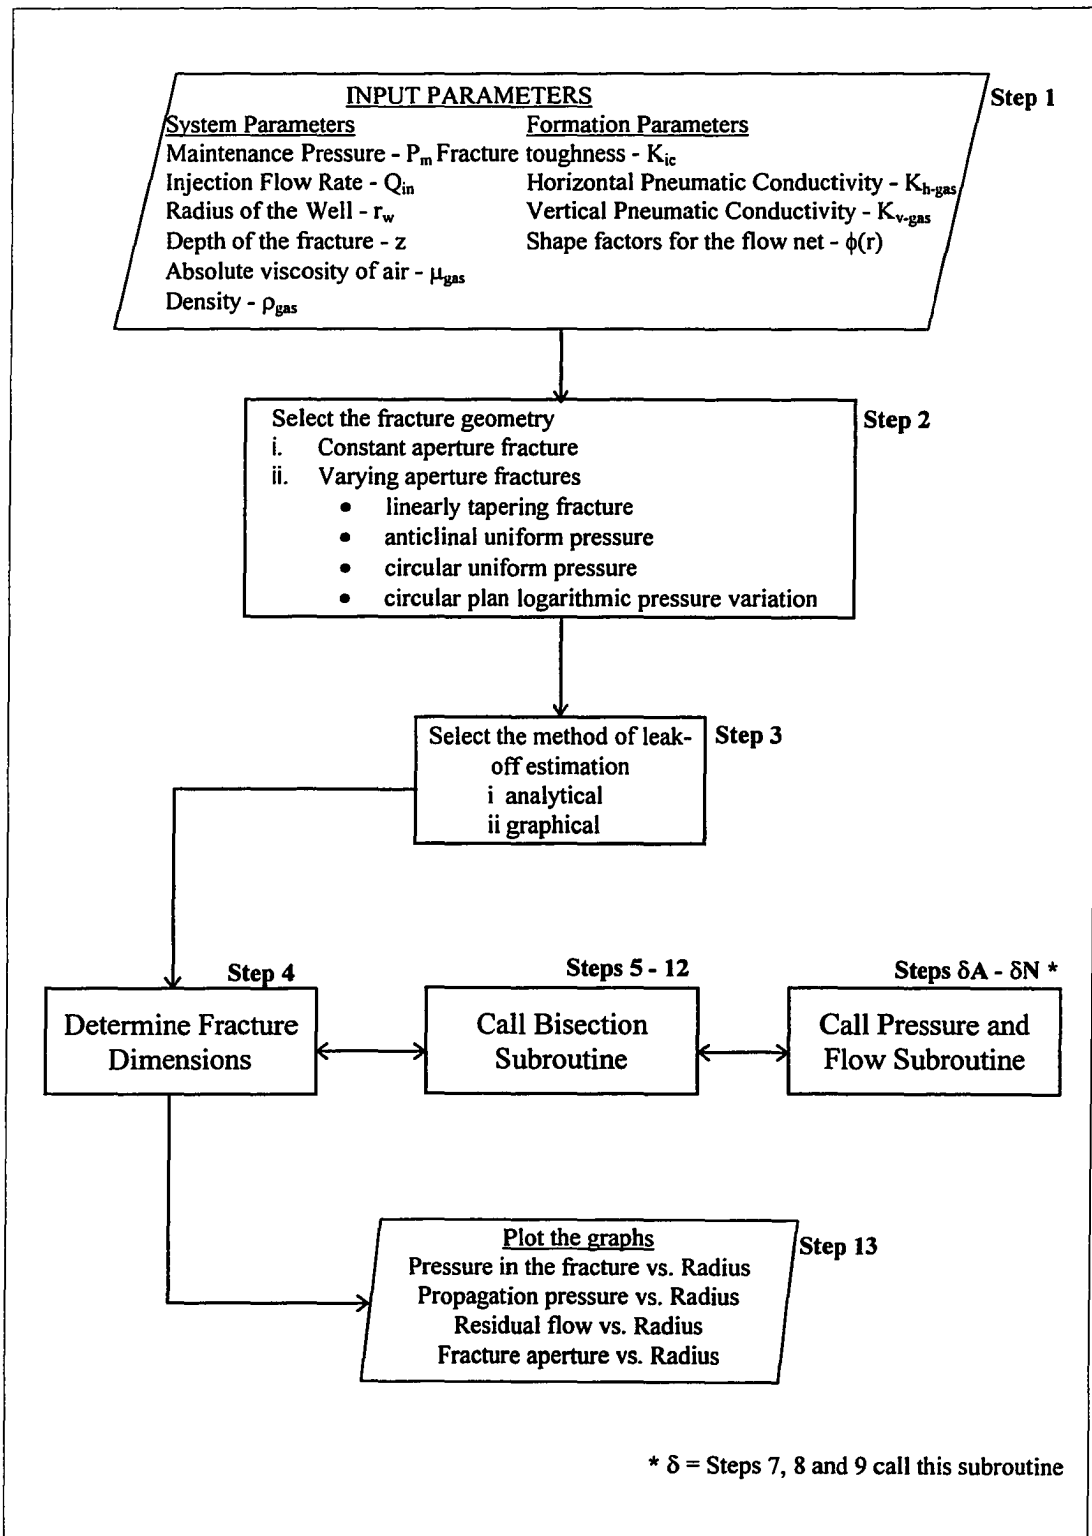 INPUT PARAMETERS
Step 1
System Parameters Formation Parameters
Maintenance Pressure - Pm Fracture toughness - Kic
Injection Flow Rate - Qin Horizontal Pneumatic Conductivity - Kh-gas
Radius of the Well - rw Vertical Pneumatic Conductivity - Kv-gas
Depth of the fracture - z Shape factors for the flow net - ϕ(r)
Absolute viscosity of air - μgas
Density - ρgas
Select the fracture geometry
Step 2
i. Constant aperture fracture
ii. Varying aperture fractures
• linearly tapering fracture
• anticlinal uniform pressure
• circular uniform pressure
• circular plan logarithmic pressure variation
Select the method of leak-
Step 3
off estimation
i analytical
ii graphical
Step 4
Determine Fracture
Dimensions
Steps 5 - 12
Call Bisection
Subroutine
Steps δA - δN *
Call Pressure and
Flow Subroutine
Plot the graphs
Step 13
Pressure in the fracture vs. Radius
Propagation pressure vs. Radius
Residual flow vs. Radius
Fracture aperture vs. Radius
* δ = Steps 7, 8 and 9 call this subroutine